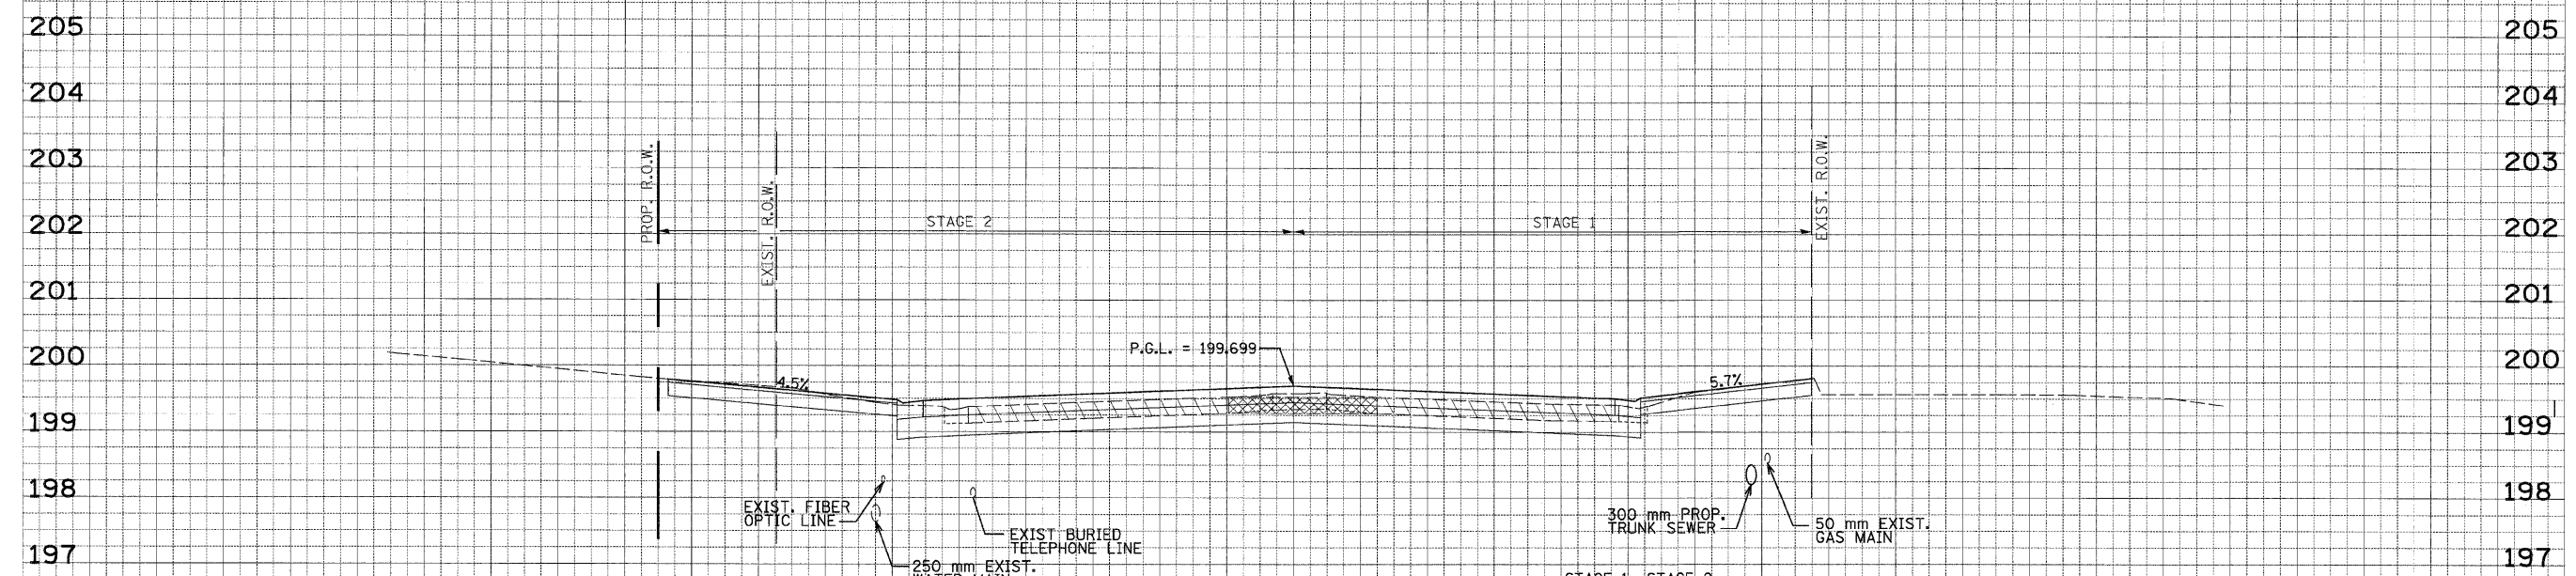 205 205
204 204
203 203
202 202
201 201
200 200
199 199
198 198
197 197
PROP. R.O.W.
EXIST. R.O.W.
STAGE 2
STAGE 1
EXIST. R.O.W.
P.G.L. = 199.699
4.5%
5.7%
EXIST. FIBER
OPTIC LINE
250 mm EXIST.
EXIST BURIED
TELEPHONE LINE
300 mm PROP.
TRUNK SEWER
50 mm EXIST.
GAS MAIN